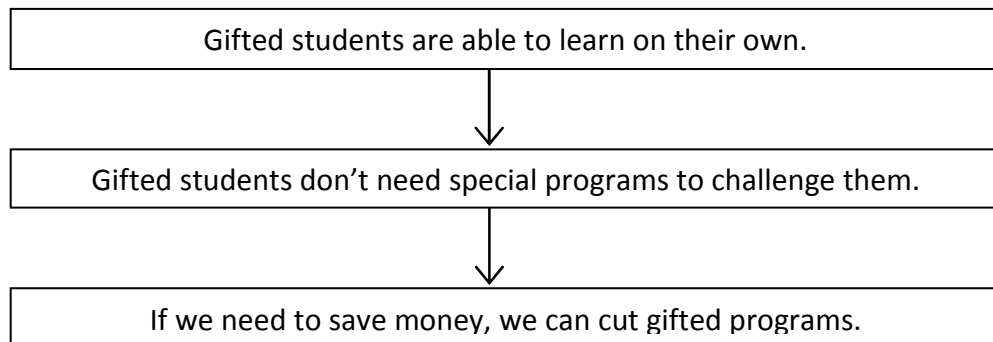 Gifted students are able to learn on their own.
Gifted students don’t need special programs to challenge them.
If we need to save money, we can cut gifted programs.